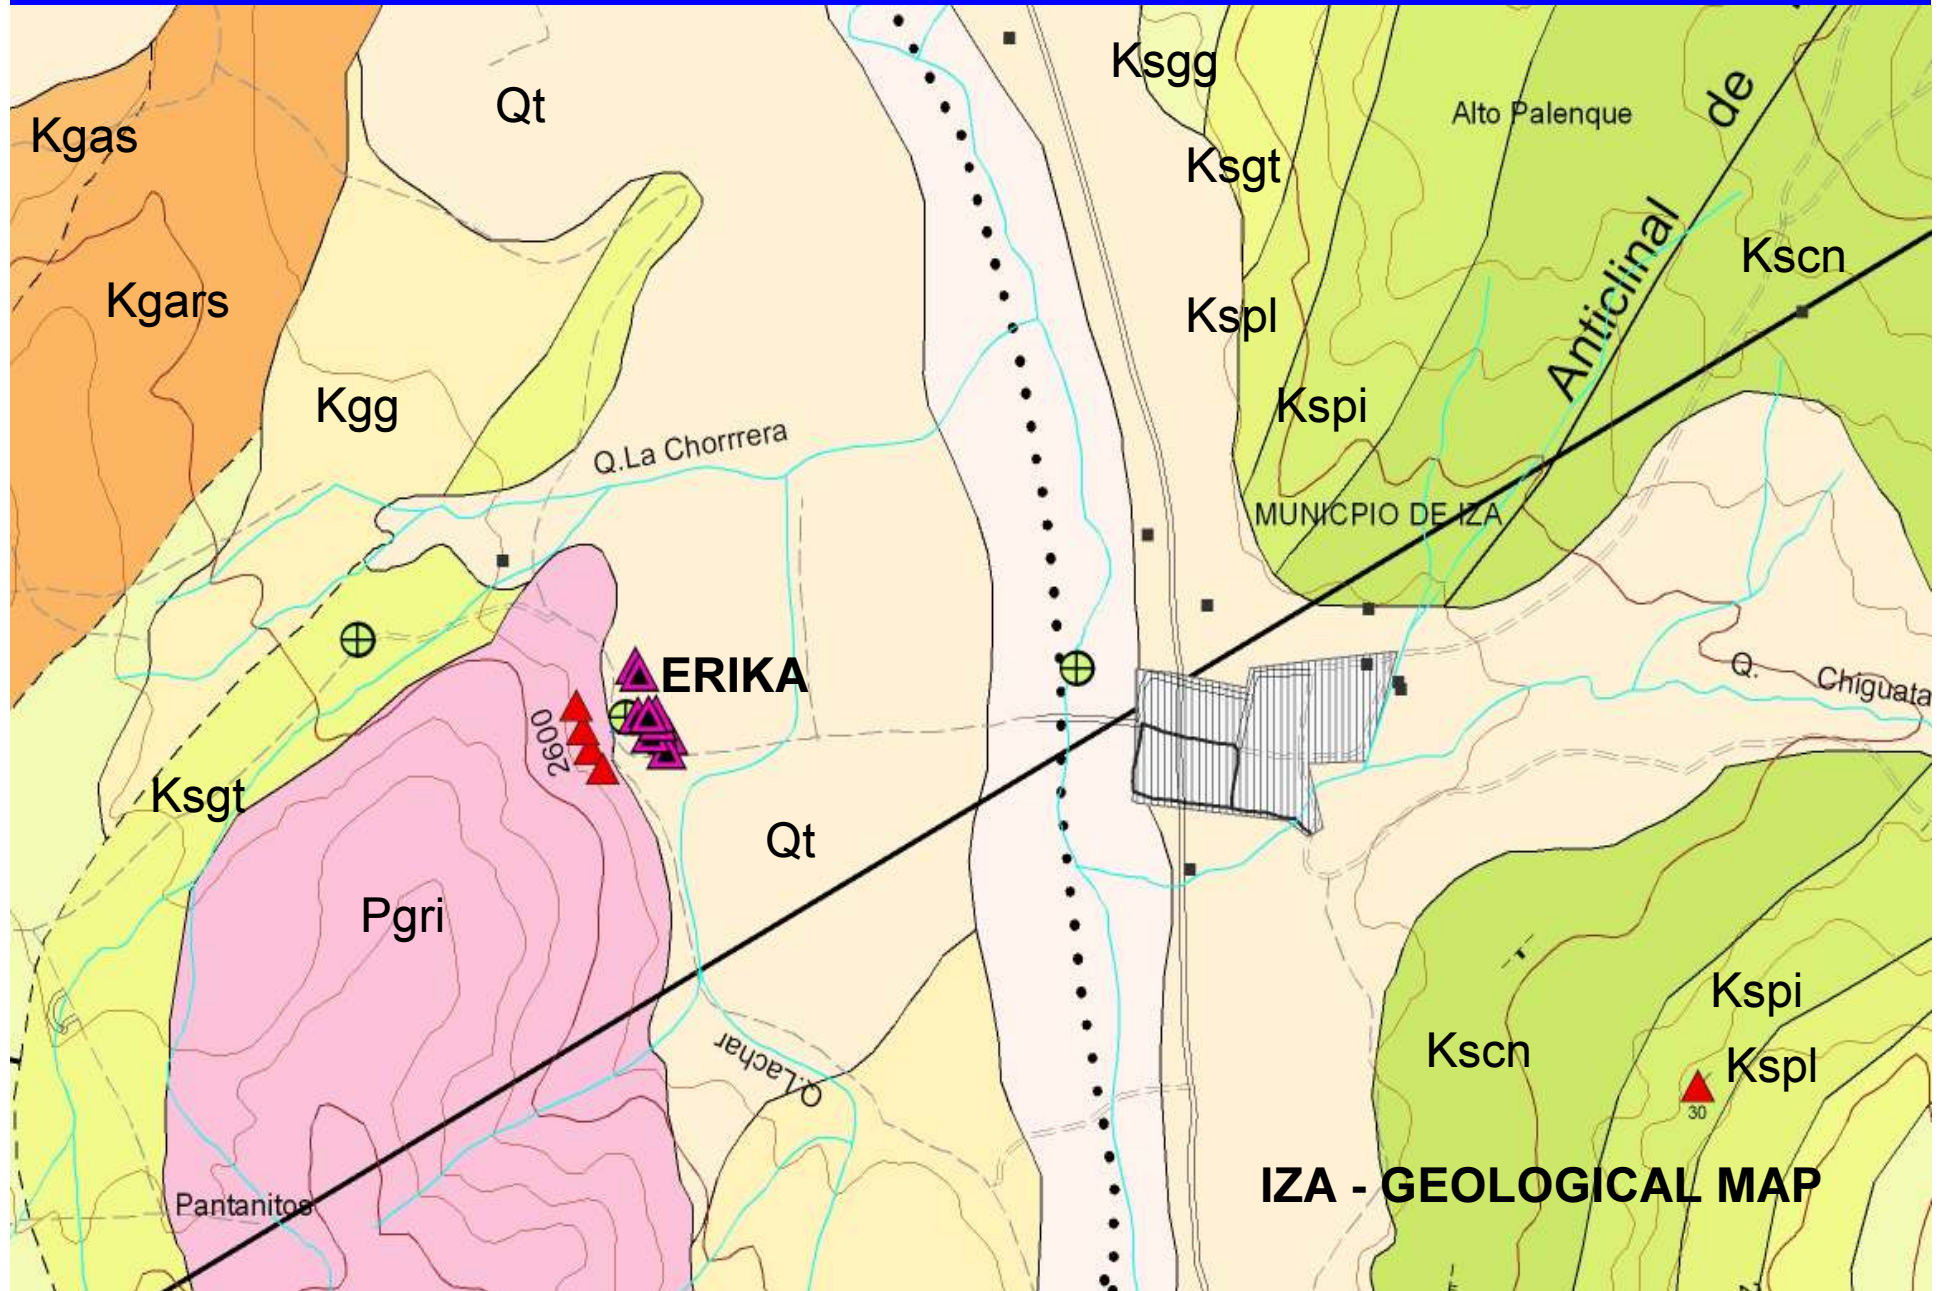 Ksgg
Qt
Alto Palenque
de
Kgas
Ksgt
Anticlinal
Kscn
Kgars
Kspl
Kgg
Kspi
Q.La Chorrrera
MUNICPIO DE IZA
ERIKA
Q. Chiguata
2600
Ksgt
Qt
Pgri
Kspi
Kscn
Kspl
Q.Lachar
30
IZA - GEOLOGICAL MAP
Pantanitos